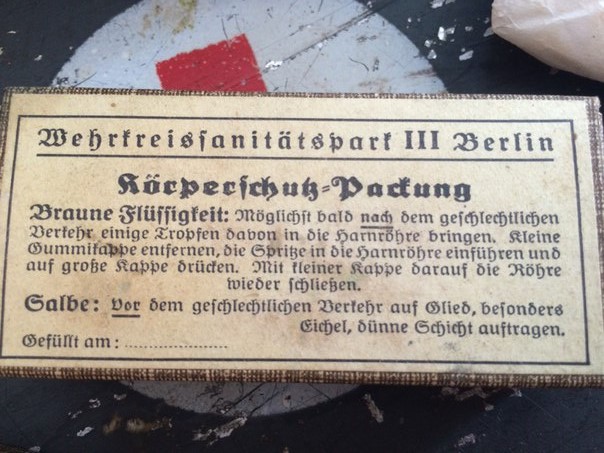 Wehrkreissanitätspark III Berlin
Körperschutz-Packung
Braune Flüssigkeit: Möglichst bald nach dem geschlechtlichen
Verkehr einige Tropfen davon in die Harnröhre bringen. Kleine
Gummikappe entfernen, die Spritze in die Harnröhre einführen und
auf große Kappe drücken. Mit kleiner Kappe darauf die Röhre
wieder schließen.
Salbe: Vor dem geschlechtlichen Verkehr auf Glied, besonders
Eichel, dünne Schicht auftragen.
Gefüllt am: ....................